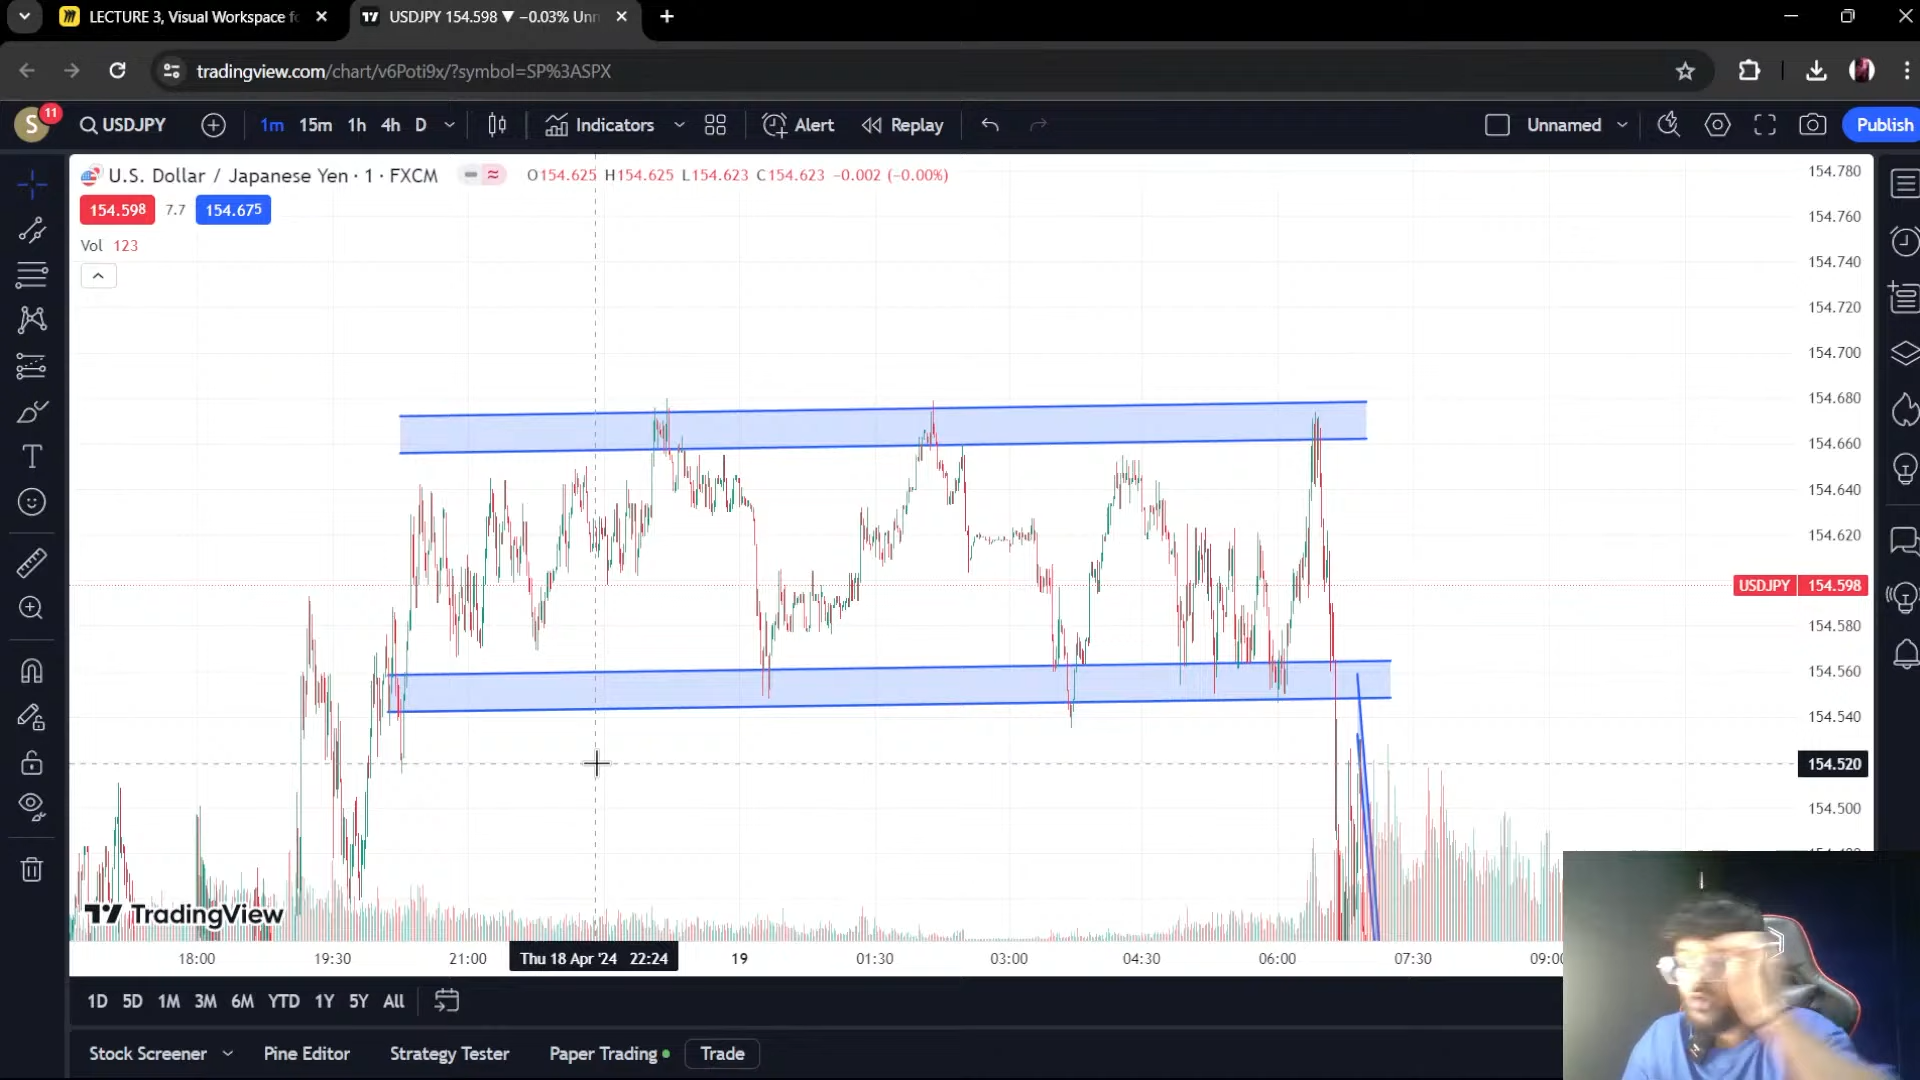 LECTURE 3, Visual Workspace fo
USDJPY 154.598 ▼ −0.03% Unn
tradingview.com/chart/v6Poti9x/?symbol=SP%3ASPX
S
11
USDJPY
1m 15m 1h 4h D
Indicators
Alert
Replay
Unnamed
Publish
U.S. Dollar / Japanese Yen · 1 · FXCM
O154.625 H154.625 L154.623 C154.623 −0.002 (−0.00%)
154.598 7.7 154.675
Vol 123
154.780
154.760
154.740
154.720
154.700
154.680
154.660
154.640
154.620
USDJPY 154.598
154.580
154.560
154.540
154.520
154.500
TradingView
18:00 19:30 21:00 Thu 18 Apr '24 22:24 19 01:30 03:00 04:30 06:00 07:30 09:00
1D 5D 1M 3M 6M YTD 1Y 5Y All
Stock Screener Pine Editor Strategy Tester Paper Trading Trade